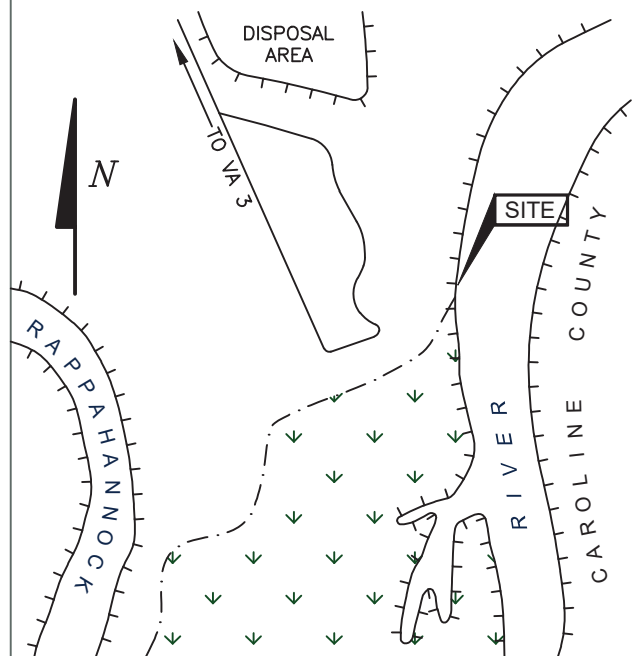 DISPOSAL
AREA
TO VA 3
N
SITE
COUNTY
CAROLINE
RAPPAHANNOCK
RIVER